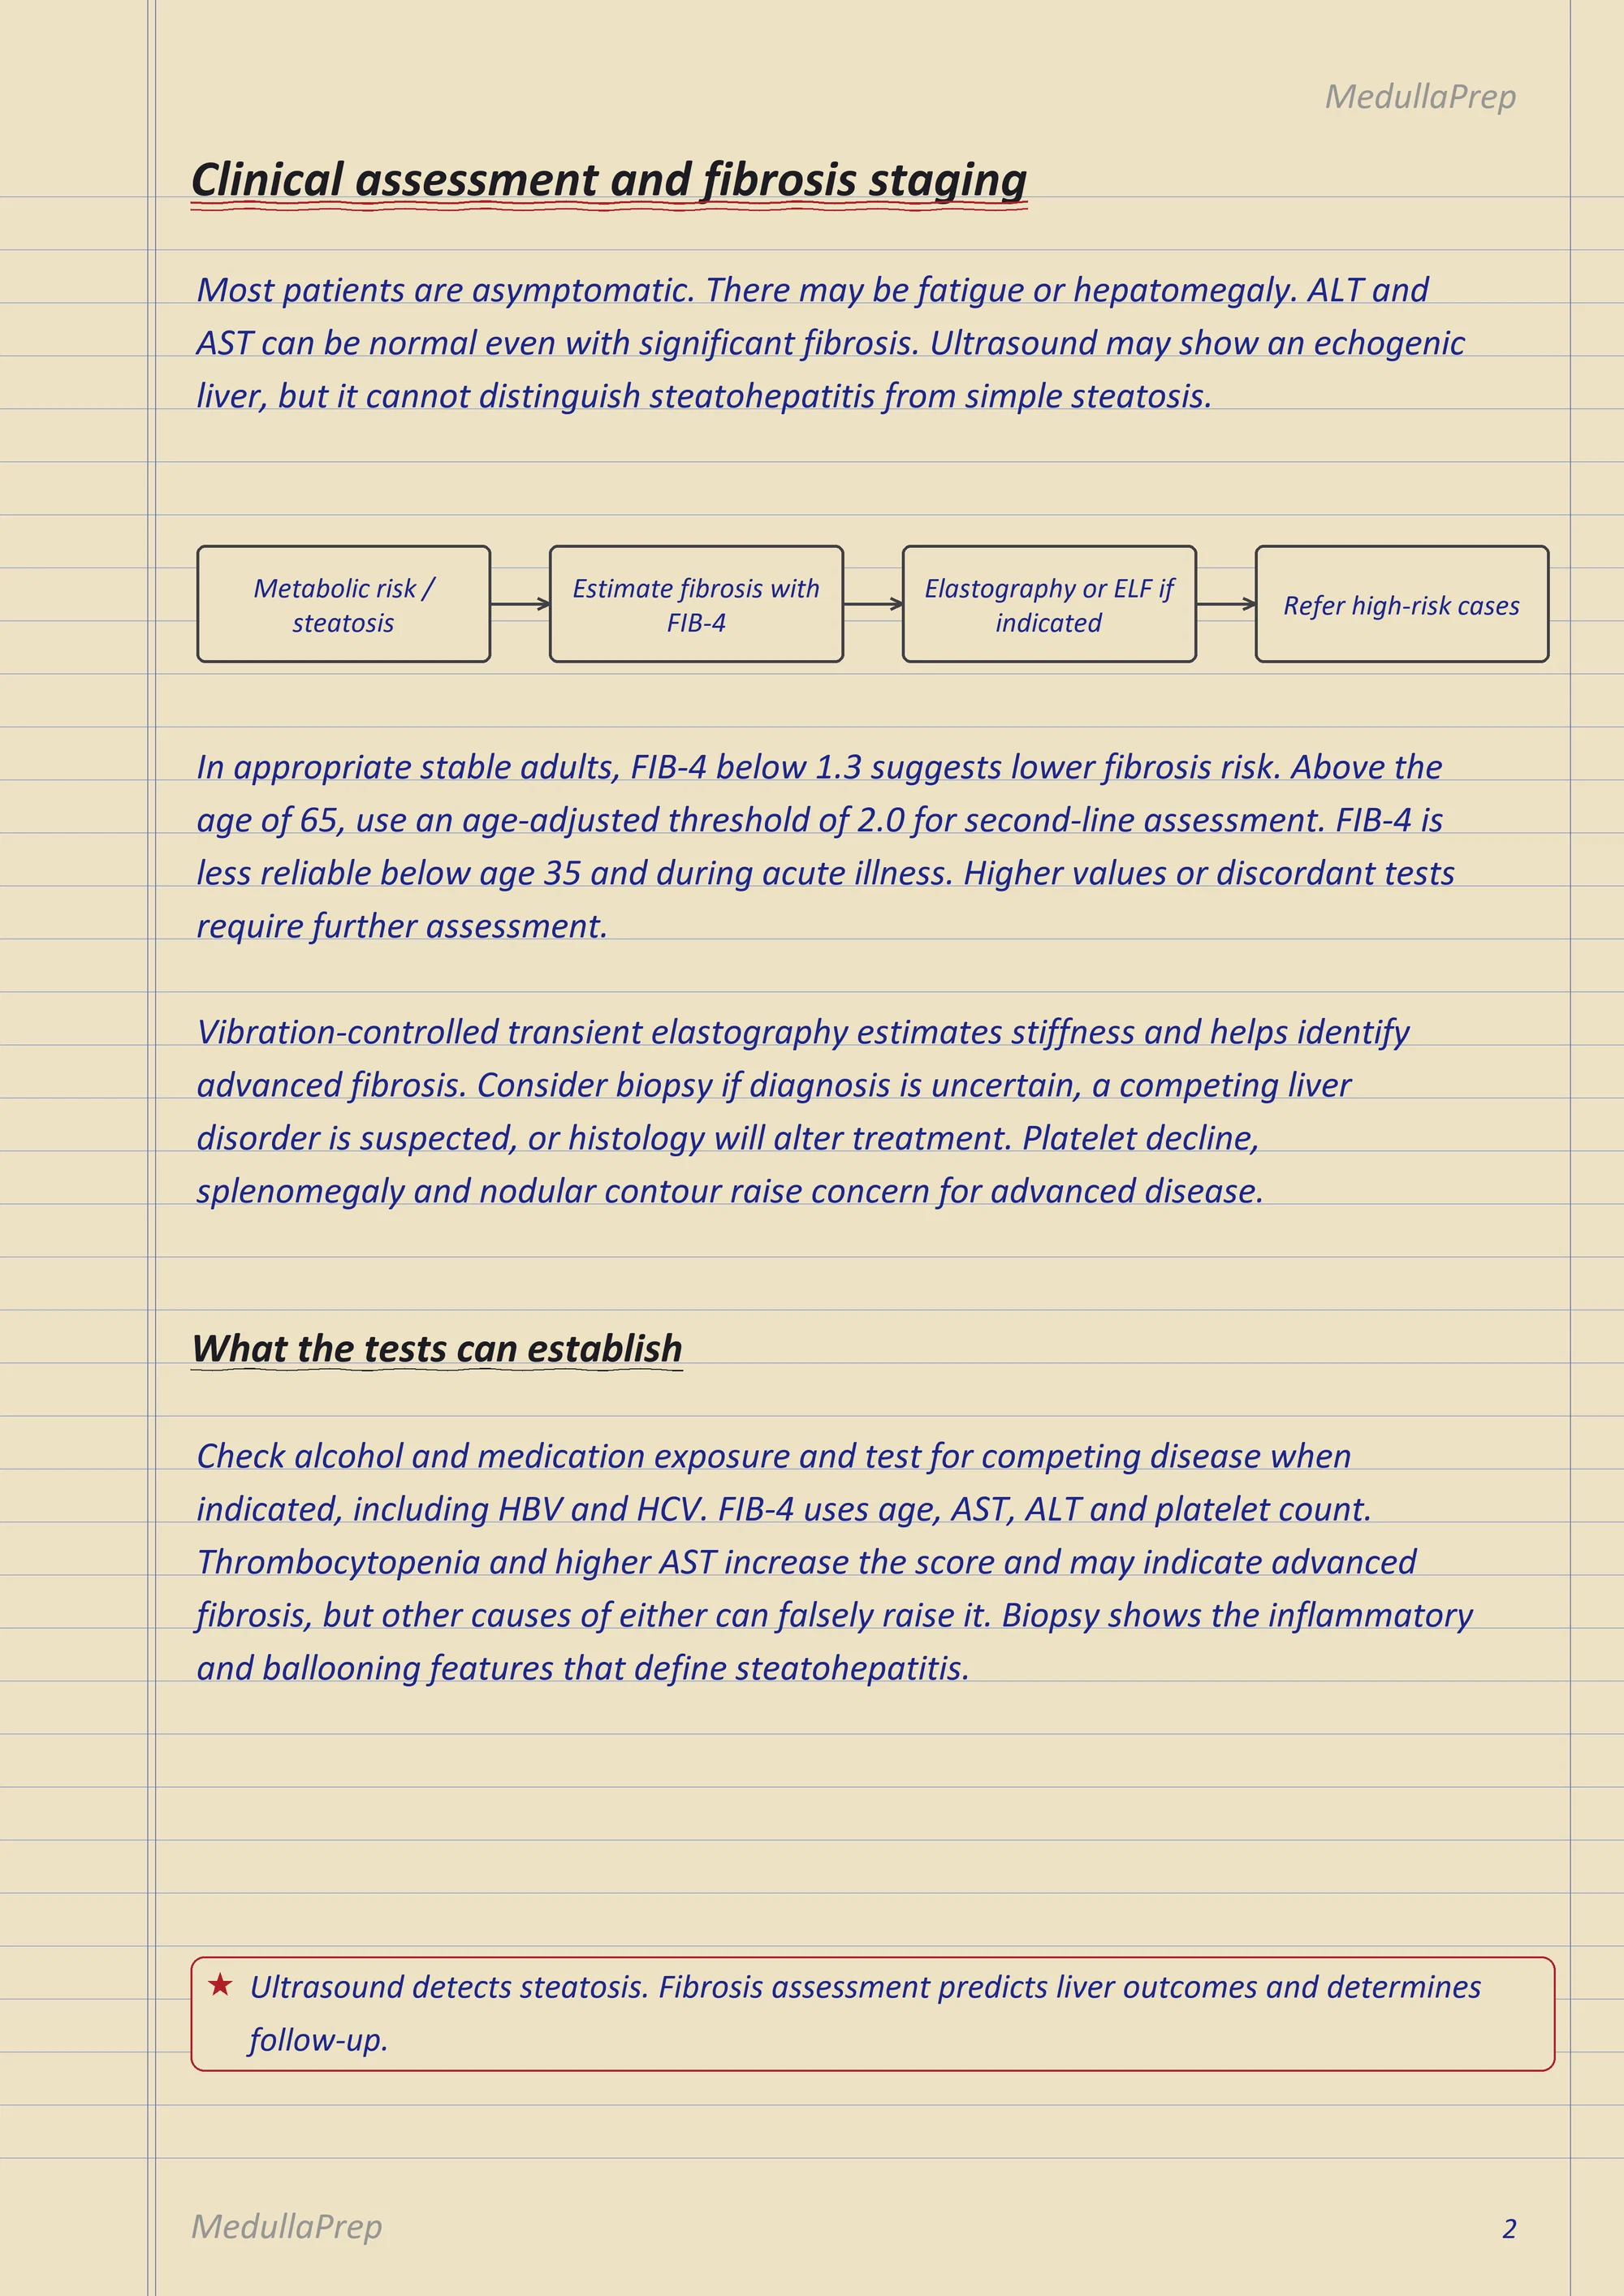 MedullaPrep
Clinical assessment and fibrosis staging
Most patients are asymptomatic. There may be fatigue or hepatomegaly. ALT and
AST can be normal even with significant fibrosis. Ultrasound may show an echogenic
liver, but it cannot distinguish steatohepatitis from simple steatosis.
Metabolic risk /
steatosis
Estimate fibrosis with
FIB-4
Elastography or ELF if
indicated
Refer high-risk cases
In appropriate stable adults, FIB-4 below 1.3 suggests lower fibrosis risk. Above the
age of 65, use an age-adjusted threshold of 2.0 for second-line assessment. FIB-4 is
less reliable below age 35 and during acute illness. Higher values or discordant tests
require further assessment.
Vibration-controlled transient elastography estimates stiffness and helps identify
advanced fibrosis. Consider biopsy if diagnosis is uncertain, a competing liver
disorder is suspected, or histology will alter treatment. Platelet decline,
splenomegaly and nodular contour raise concern for advanced disease.
What the tests can establish
Check alcohol and medication exposure and test for competing disease when
indicated, including HBV and HCV. FIB-4 uses age, AST, ALT and platelet count.
Thrombocytopenia and higher AST increase the score and may indicate advanced
fibrosis, but other causes of either can falsely raise it. Biopsy shows the inflammatory
and ballooning features that define steatohepatitis.
★ Ultrasound detects steatosis. Fibrosis assessment predicts liver outcomes and determines
follow-up.
MedullaPrep
2